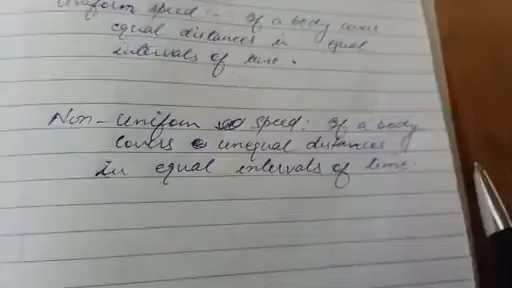 Uniform speed :- If a body cover
equal distances in equal
intervals of time .
Non-uniform speed : If a body
covers unequal distances
in equal intervals of time .